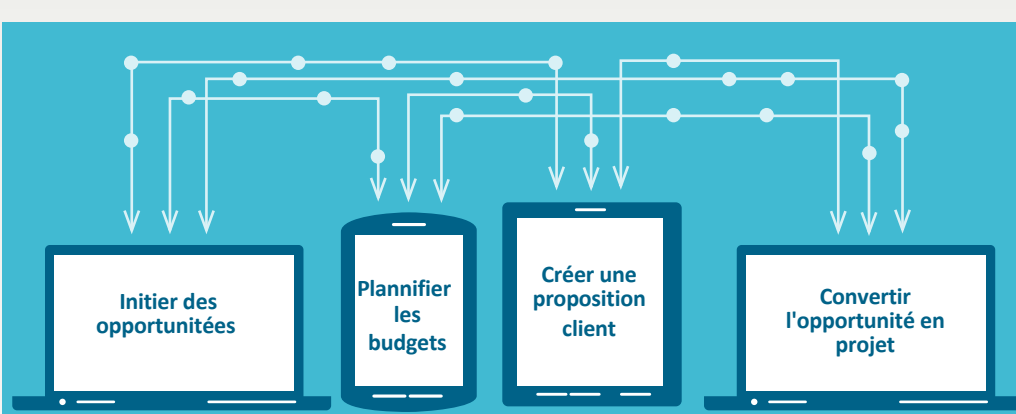 Initier des
opportunitées
Plannifier
les
budgets
Créer une
proposition
client
Convertir
l'opportunité en
projet